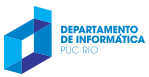 DEPARTAMENTO
DE INFORMÁTICA
PUC RIO